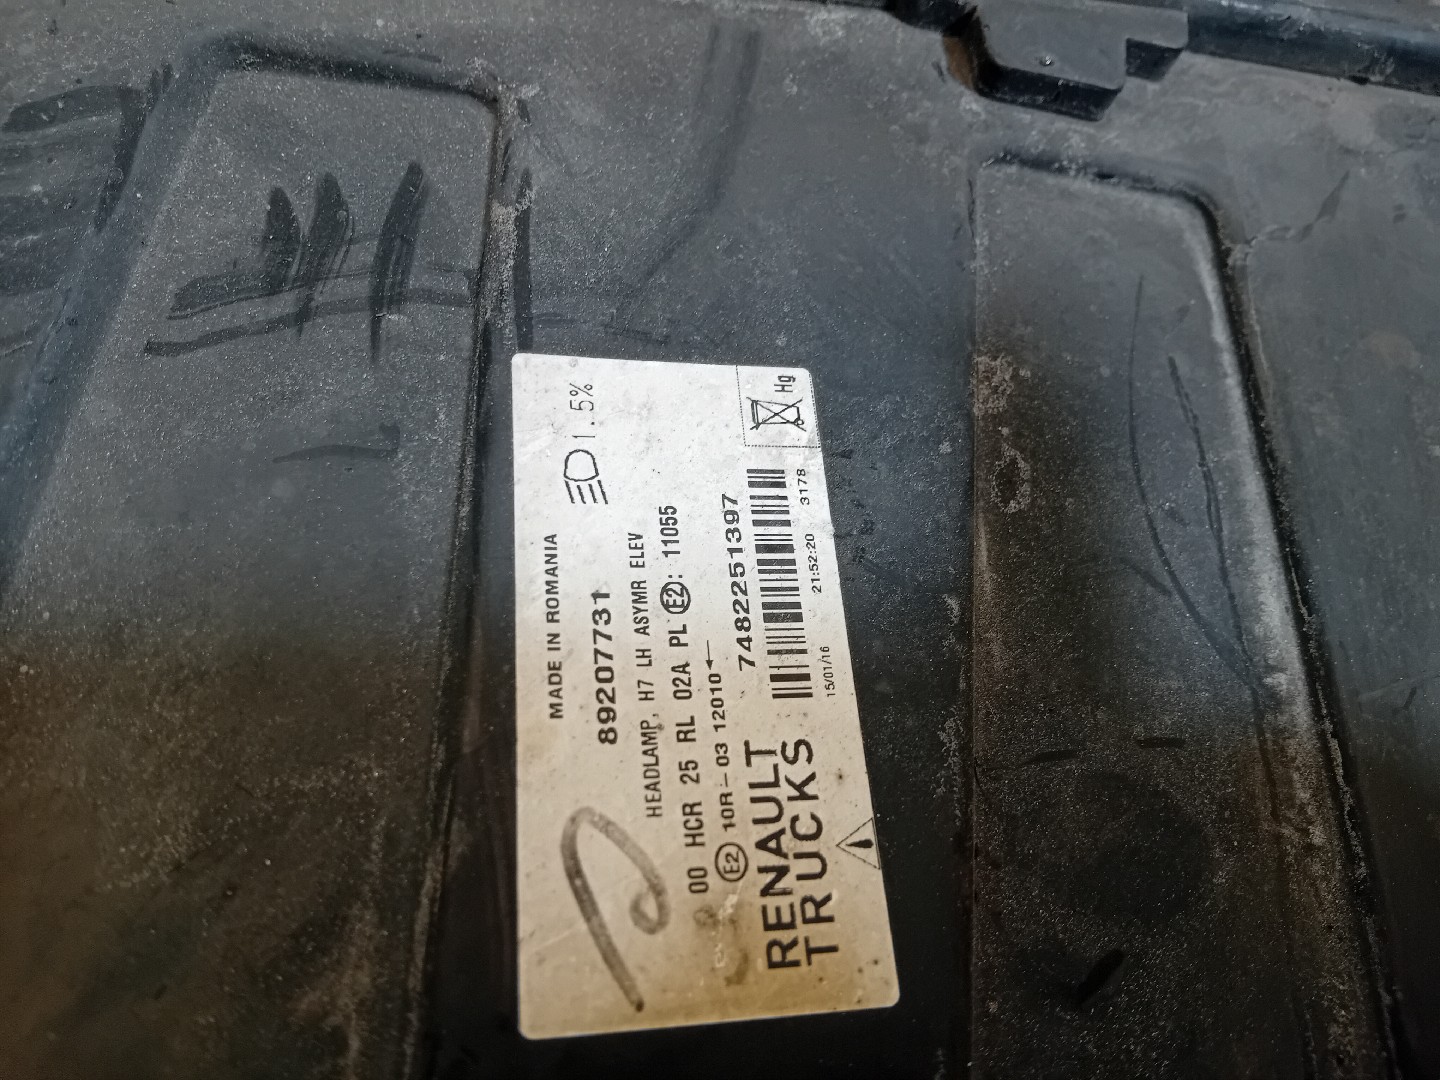 MADE IN ROMANIA
89207731
1.5%
HEADLAMP, H7 LH ASYMR ELEV
00 HCR 25 RL 02A PL E2: 11055
E2 10R-03 12010
7482251397
Hg
RENAULT
TRUCKS
15/01/16 21:52:20 3178